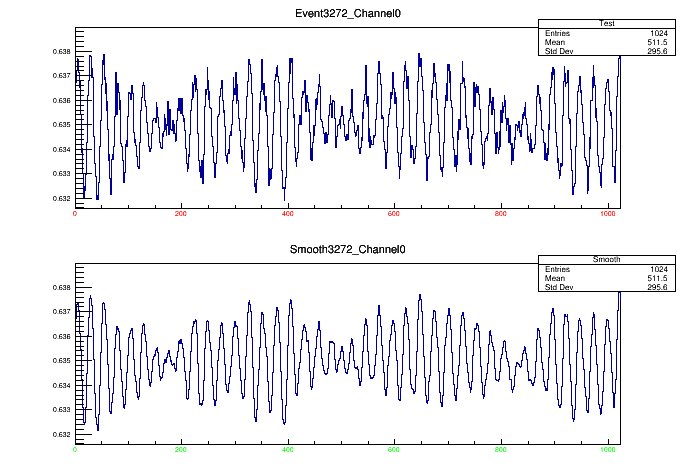 Event3272_Channel0
Test
Entries 1024
Mean 511.5
Std Dev 295.6
0.638
0.637
0.636
0.635
0.634
0.633
0.632
0 200 400 600 800 1000
Smooth3272_Channel0
Smooth
Entries 1024
Mean 511.5
Std Dev 295.6
0.638
0.637
0.636
0.635
0.634
0.633
0.632
0 200 400 600 800 1000